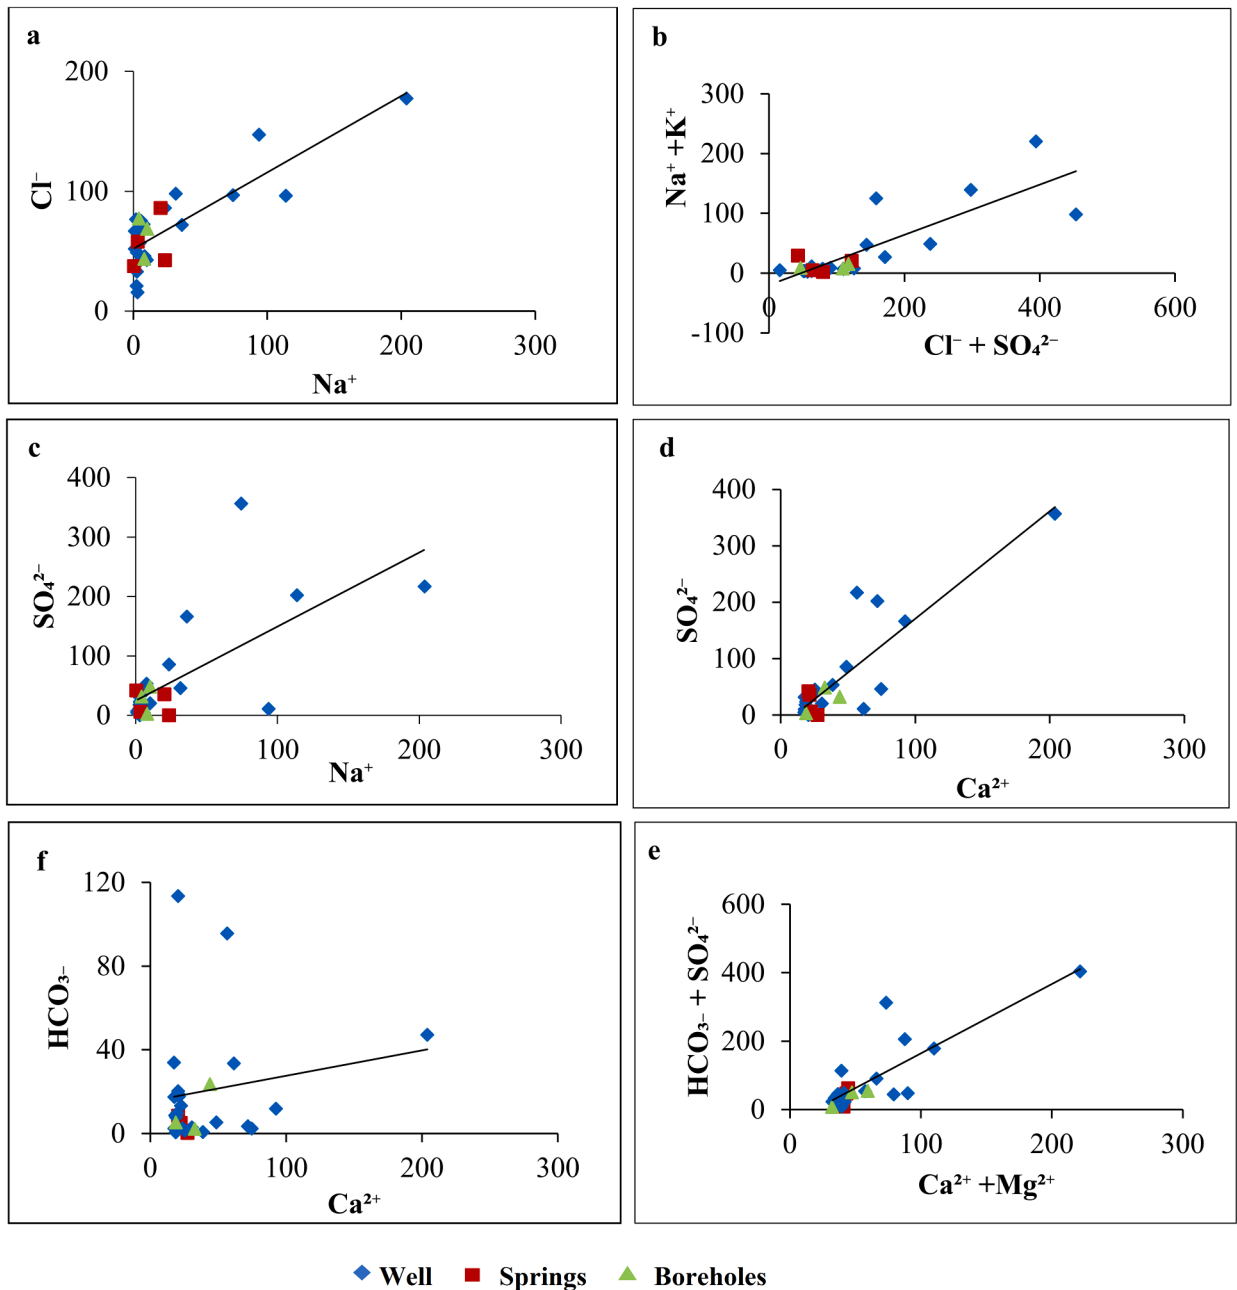 a
200
100
0
Cl⁻
0 100 200 300
Na⁺
b
300
200
100
0
-100
Na⁺ +K⁺
0 200 400 600
Cl⁻ + SO₄²⁻
c
400
300
200
100
0
SO₄²⁻
0 100 200 300
Na⁺
d
400
300
200
100
0
SO₄²⁻
0 100 200 300
Ca²⁺
f
120
80
40
0
HCO₃₋
0 100 200 300
Ca²⁺
e
600
400
200
0
HCO₃₋ + SO₄²⁻
0 100 200 300
Ca²⁺ +Mg²⁺
Well Springs Boreholes